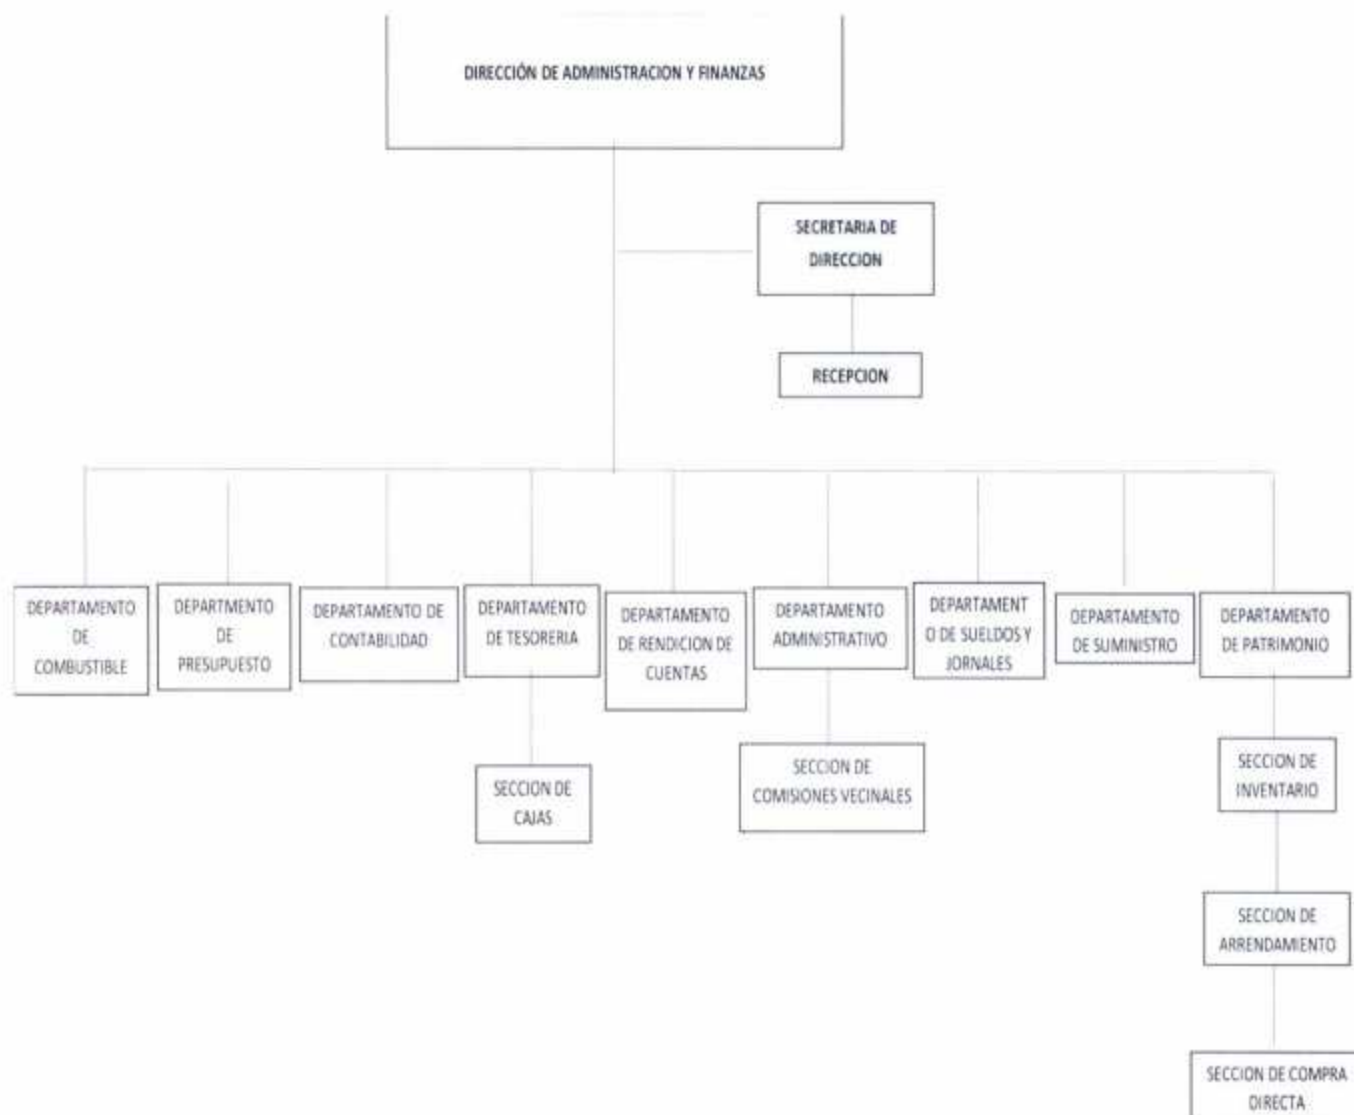 DIRECCIÓN DE ADMINISTRACION Y FINANZAS
SECRETARIA DE
DIRECCION
RECEPCION
DEPARTAMENTO
DE
COMBUSTIBLE
DEPARTMENTO
DE
PRESUPUESTO
DEPARTAMENTO DE
CONTABILIDAD
DEPARTAMENTO
DE TESORERIA
DEPARTAMENTO
DE RENDICION DE
CUENTAS
DEPARTAMENTO
ADMINISTRATIVO
DEPARTAMENT
O DE SUELDOS Y
JORNALES
DEPARTAMENTO
DE SUMINISTRO
DEPARTAMENTO
DE PATRIMONIO
SECCION DE
CAJAS
SECCION DE
COMISIONES VECINALES
SECCION DE
INVENTARIO
SECCION DE
ARRENDAMIENTO
SECCION DE COMPRA
DIRECTA